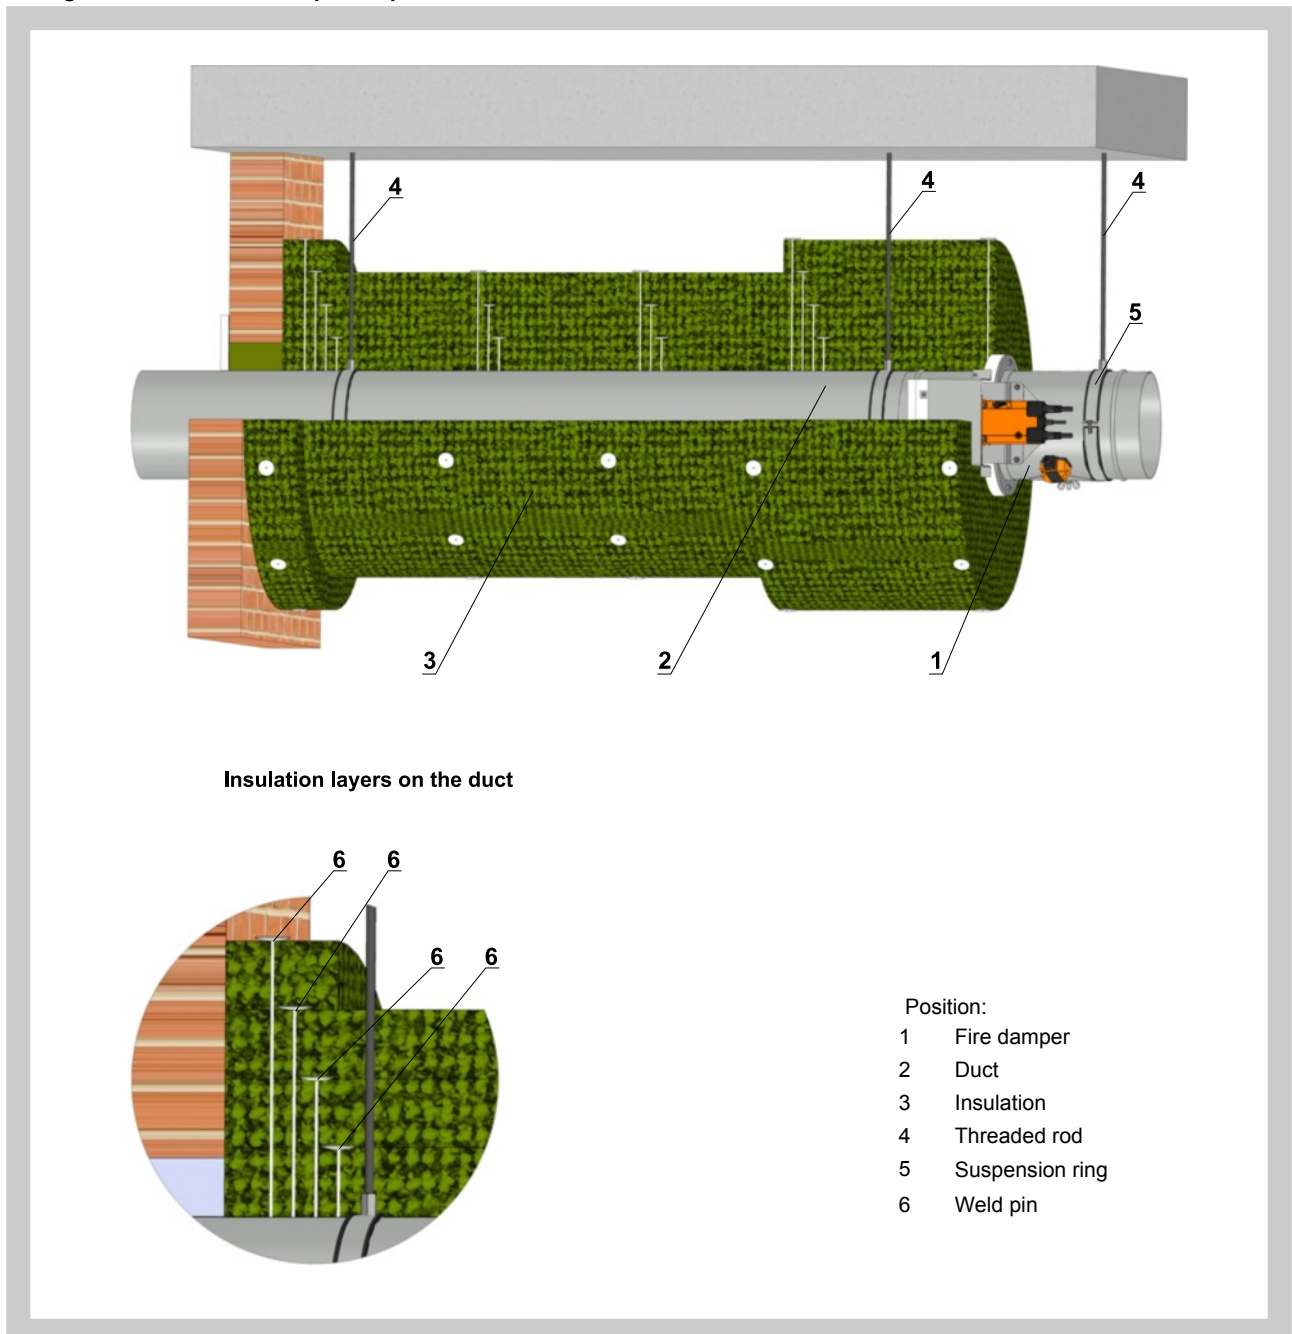 4
4
4
5
3
2
1
Insulation layers on the duct
6
6
6
6
Position:
1 Fire damper
2 Duct
3 Insulation
4 Threaded rod
5 Suspension ring
6 Weld pin